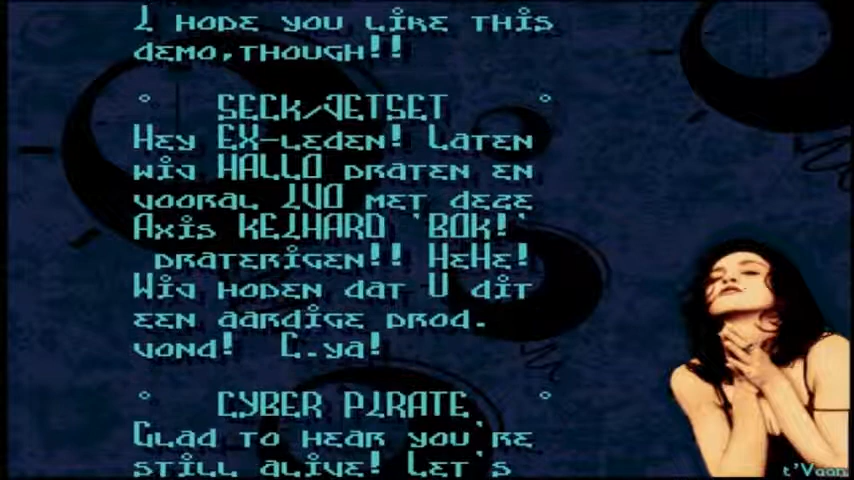 I hope you like this
demo,though!!
° SECK/JETSET °
Hey EX-leden! Laten
wij HALLO praten en
vooral IVO met deze
Axis KEIHARD 'BOK!'
praterigen!! HeHe!
Wij hopen dat U dit
een aardige prod.
vond! C.ya!
° CYBER PIRATE °
Glad to hear you're
still alive! Let's
t'Vaan